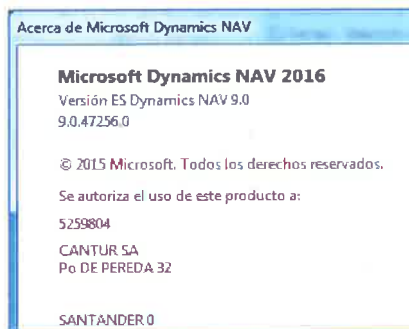 Acerca de Microsoft Dynamics NAV
Microsoft Dynamics NAV 2016
Versión ES Dynamics NAV 9.0
9.0.47256.0
© 2015 Microsoft. Todos los derechos reservados.
Se autoriza el uso de este producto a:
5259804
CANTUR SA
Po DE PEREDA 32
SANTANDER 0